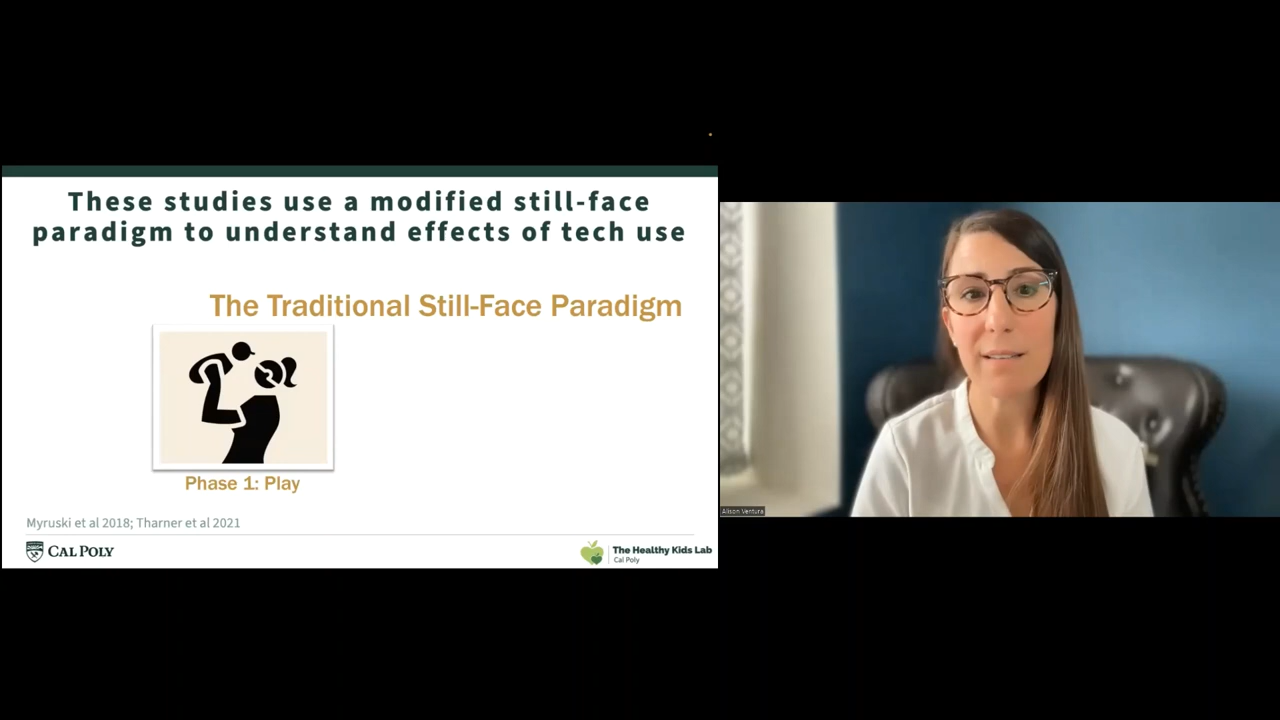 These studies use a modified still-face
paradigm to understand effects of tech use
The Traditional Still-Face Paradigm
Phase 1: Play
Myruski et al 2018; Tharner et al 2021
CAL POLY
The Healthy Kids Lab
Cal Poly
Alison Ventura